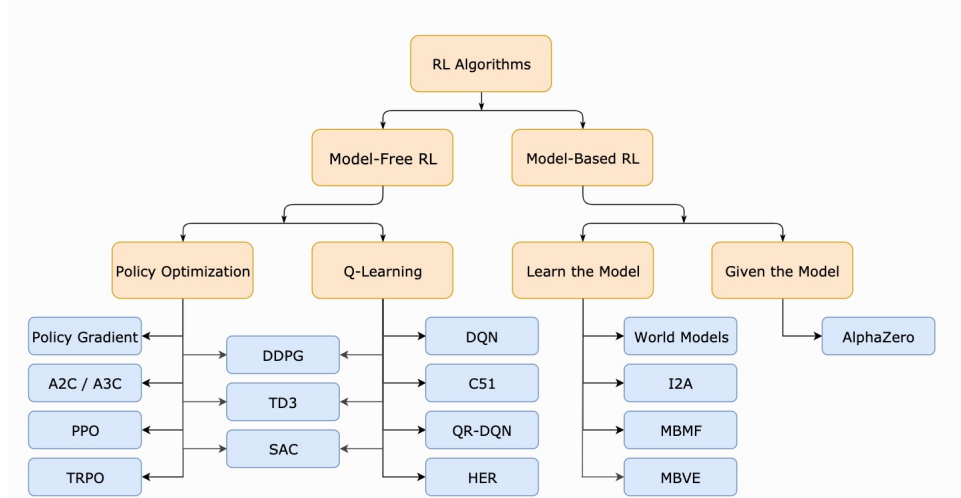 RL Algorithms
Model-Free RL
Model-Based RL
Policy Optimization
Q-Learning
Learn the Model
Given the Model
Policy Gradient
DDPG
DQN
World Models
AlphaZero
A2C / A3C
TD3
C51
I2A
PPO
SAC
QR-DQN
MBMF
TRPO
HER
MBVE